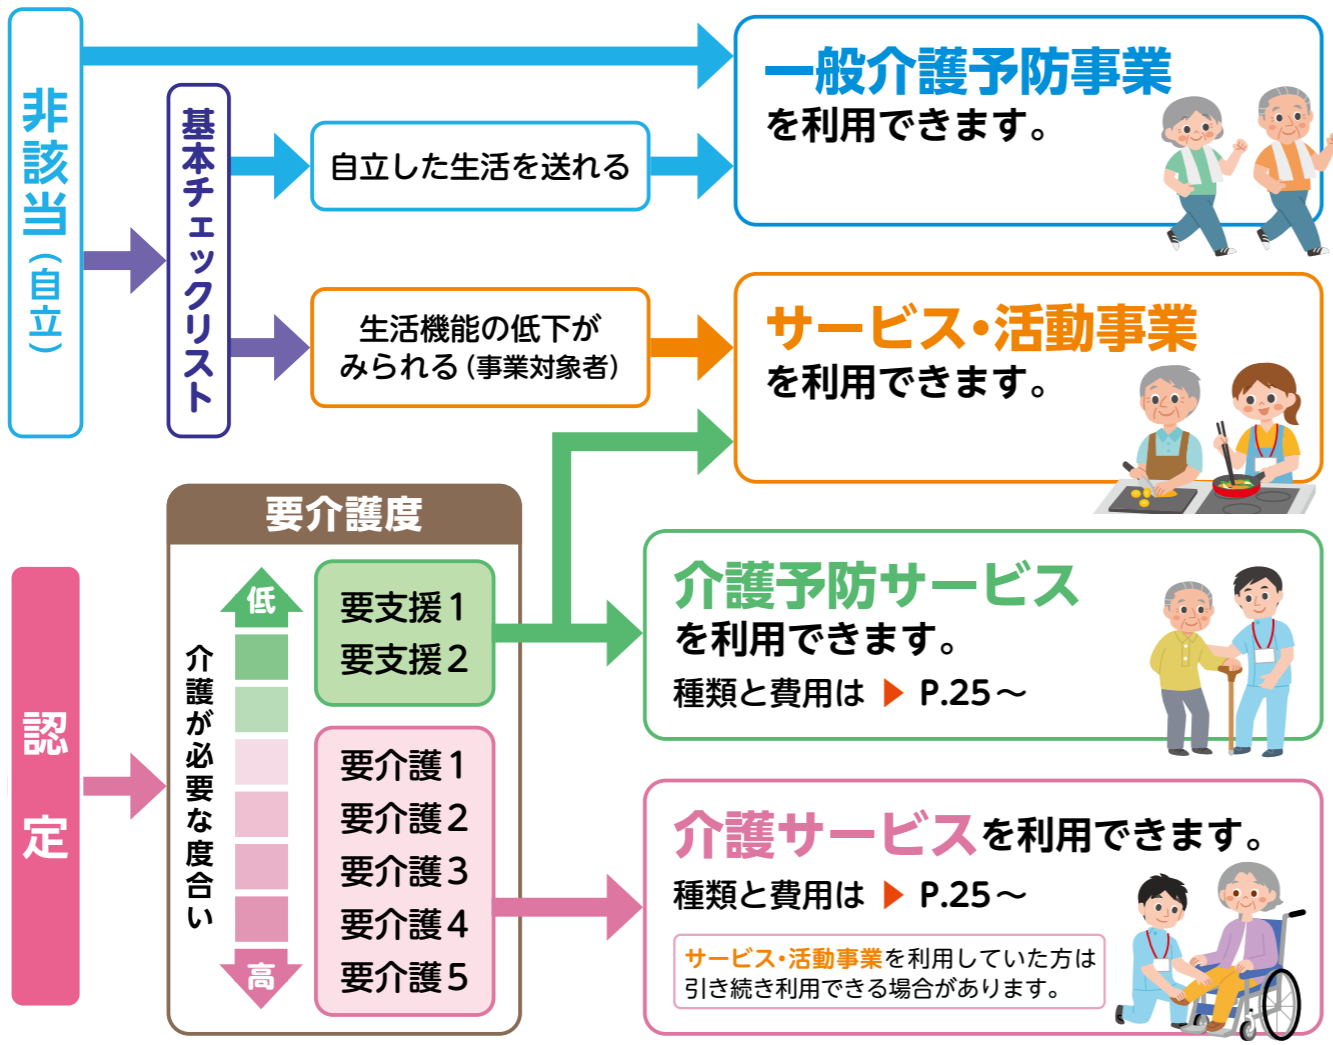 非該当（自立）
基本チェックリスト
自立した生活を送れる
一般介護予防事業
を利用できます。
生活機能の低下が
みられる（事業対象者）
サービス・活動事業
を利用できます。
認定
要介護度
介護が必要な度合い
低
高
要支援1
要支援2
要介護1
要介護2
要介護3
要介護4
要介護5
介護予防サービス
を利用できます。
種類と費用は ▶ P.25～
介護サービスを利用できます。
種類と費用は ▶ P.25～
サービス・活動事業を利用していた方は
引き続き利用できる場合があります。